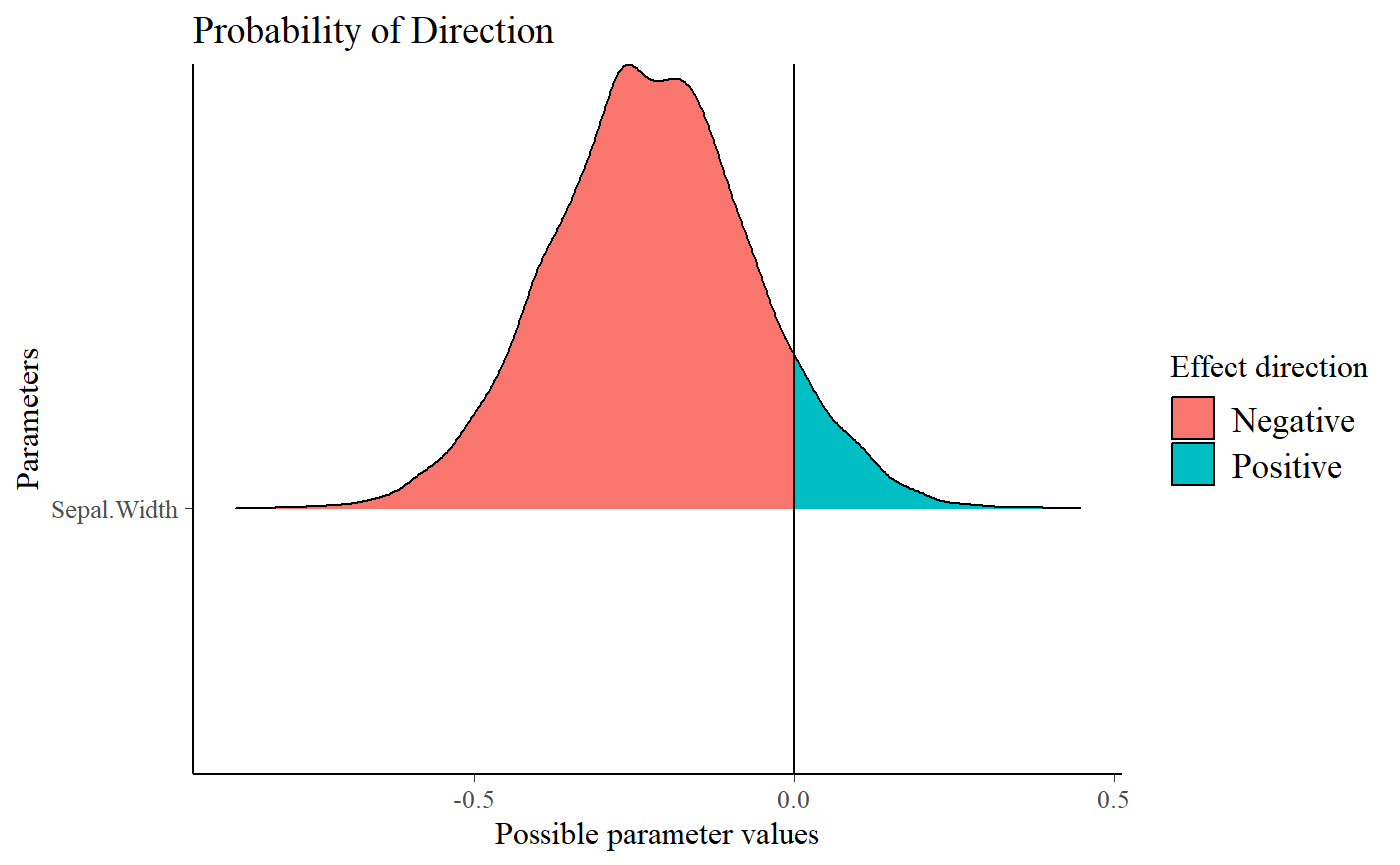 Probability of Direction
Parameters
Sepal.Width
-0.5
0.0
0.5
Possible parameter values
Effect direction
Negative
Positive